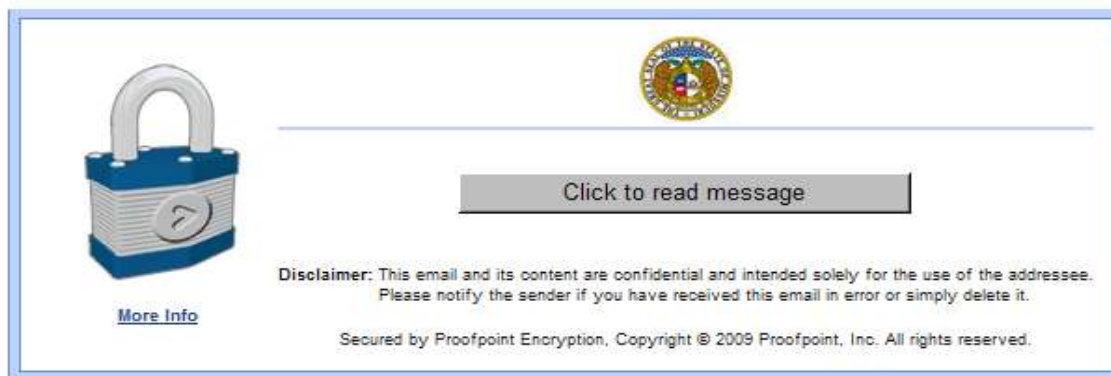 Click to read message
Disclaimer: This email and its content are confidential and intended solely for the use of the addressee.
Please notify the sender if you have received this email in error or simply delete it.
More Info
Secured by Proofpoint Encryption, Copyright © 2009 Proofpoint, Inc. All rights reserved.